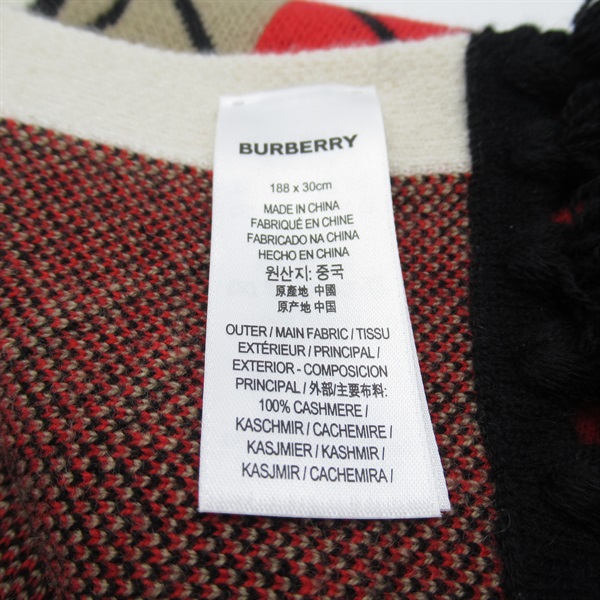 BURBERRY
188 x 30cm
MADE IN CHINA
FABRIQUÉ EN CHINE
FABRICADO NA CHINA
HECHO EN CHINA
원산지: 중국
原產地 中國
原产地 中国
OUTER / MAIN FABRIC / TISSU
EXTÉRIEUR / PRINCIPAL /
EXTERIOR - COMPOSICION
PRINCIPAL / 外部/主要布料:
100% CASHMERE /
KASCHMIR / CACHEMIRE /
KASJMIER / KASHMIR /
KASJMIR / CACHEMIRA /